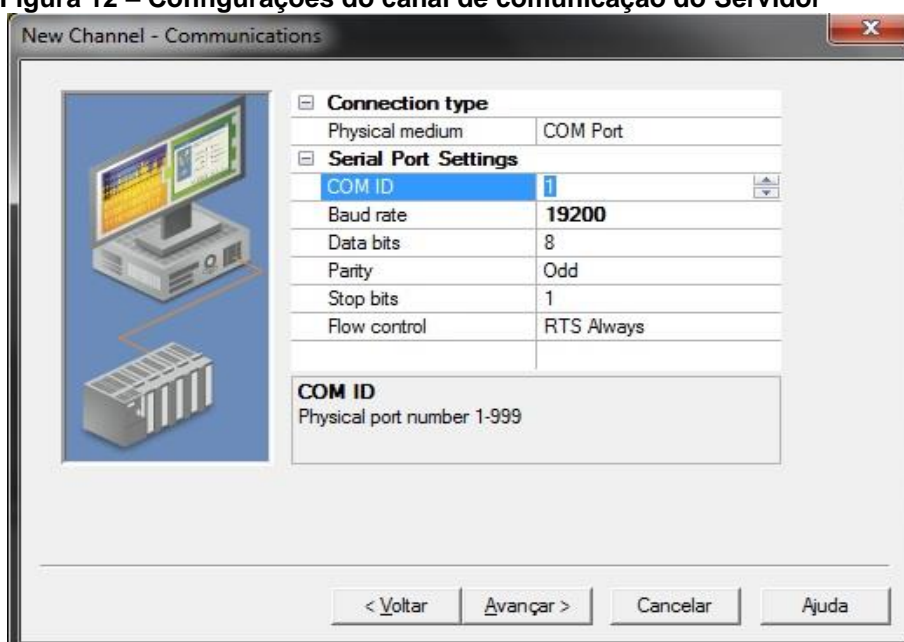 Figura 12 – Configurações do canal de comunicação do Servidor
New Channel - Communications
x
Connection type
Physical medium COM Port
Serial Port Settings
COM ID 1
Baud rate 19200
Data bits 8
Parity Odd
Stop bits 1
Flow control RTS Always
COM ID
Physical port number 1-999
< Voltar Avançar > Cancelar Ajuda